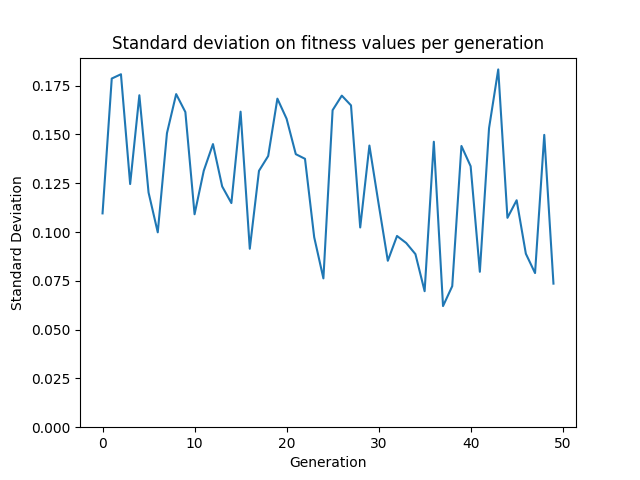 Standard deviation on fitness values per generation
0.175
0.150
0.125
0.100
0.075
0.050
0.025
0.000
Standard Deviation
0 10 20 30 40 50
Generation